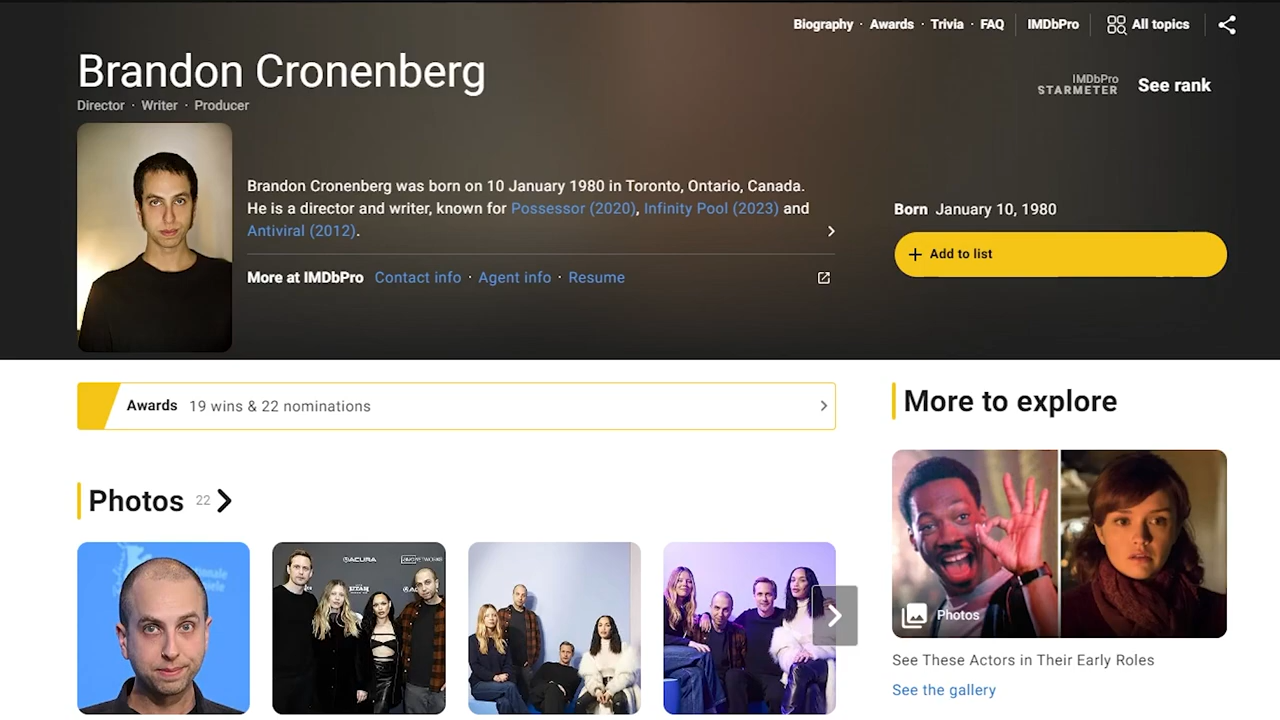 Biography · Awards · Trivia · FAQ IMDbPro All topics
Brandon Cronenberg
Director · Writer · Producer
IMDbPro
STARMETER See rank
Brandon Cronenberg was born on 10 January 1980 in Toronto, Ontario, Canada.
He is a director and writer, known for Possessor (2020), Infinity Pool (2023) and
Antiviral (2012).
More at IMDbPro Contact info · Agent info · Resume
Born January 10, 1980
+ Add to list
Awards 19 wins & 22 nominations
More to explore
Photos 22
ACURA
Photos
See These Actors in Their Early Roles
See the gallery